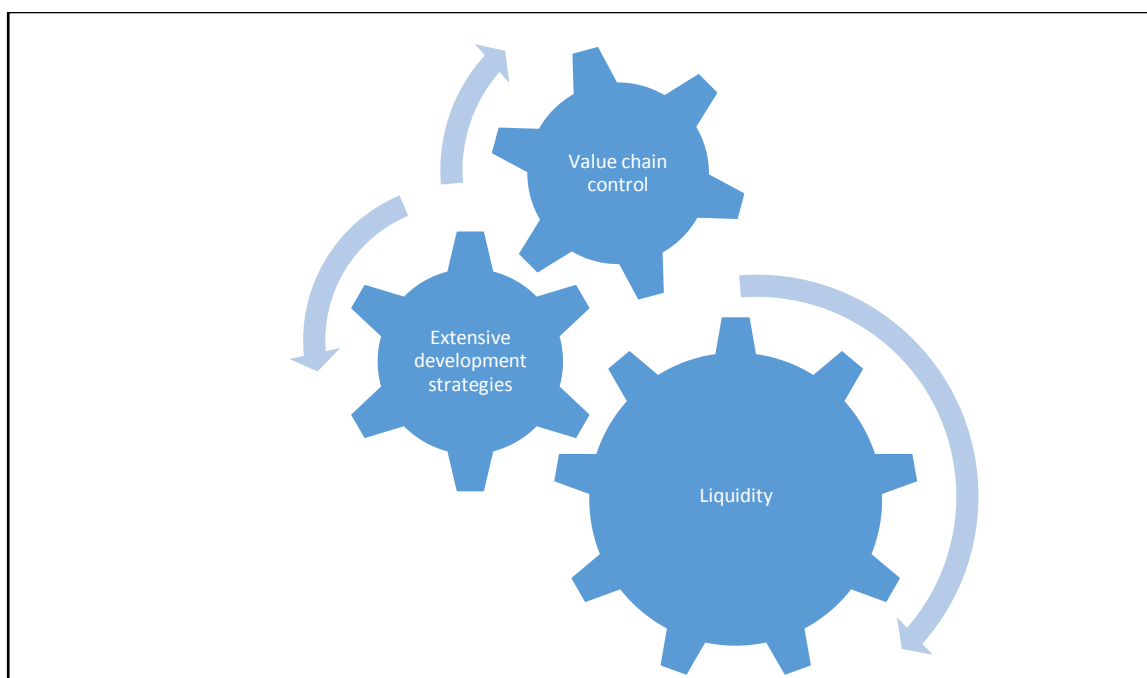 Value chain
control
Extensive
development
strategies
Liquidity